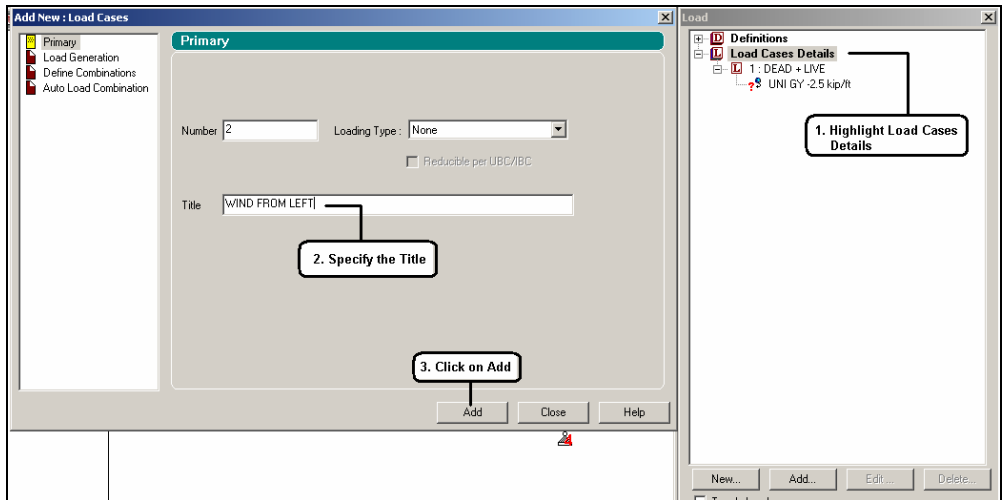 Add New : Load Cases
Primary
Load Generation
Define Combinations
Auto Load Combination
Primary
Number 2 Loading Type : None
Reducible per UBC/IBC
Title WIND FROM LEFT
2. Specify the Title
3. Click on Add
Add Close Help
Load
D Definitions
L Load Cases Details
L 1 : DEAD + LIVE
UNI GY -2.5 kip/ft
1. Highlight Load Cases
Details
New... Add... Edit... Delete...